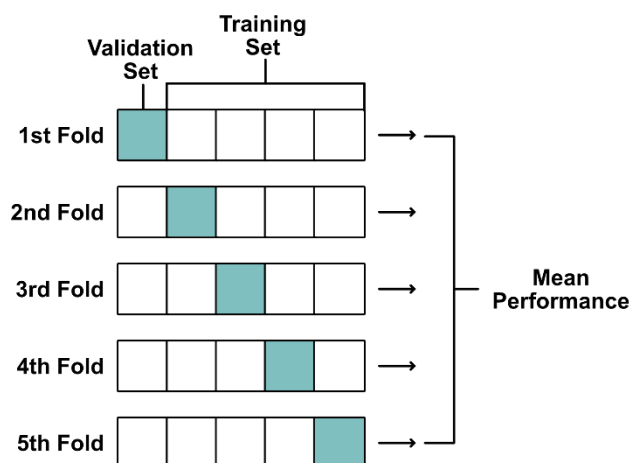 Training
Set
Validation
Set
1st Fold
2nd Fold
3rd Fold
4th Fold
5th Fold
Mean
Performance